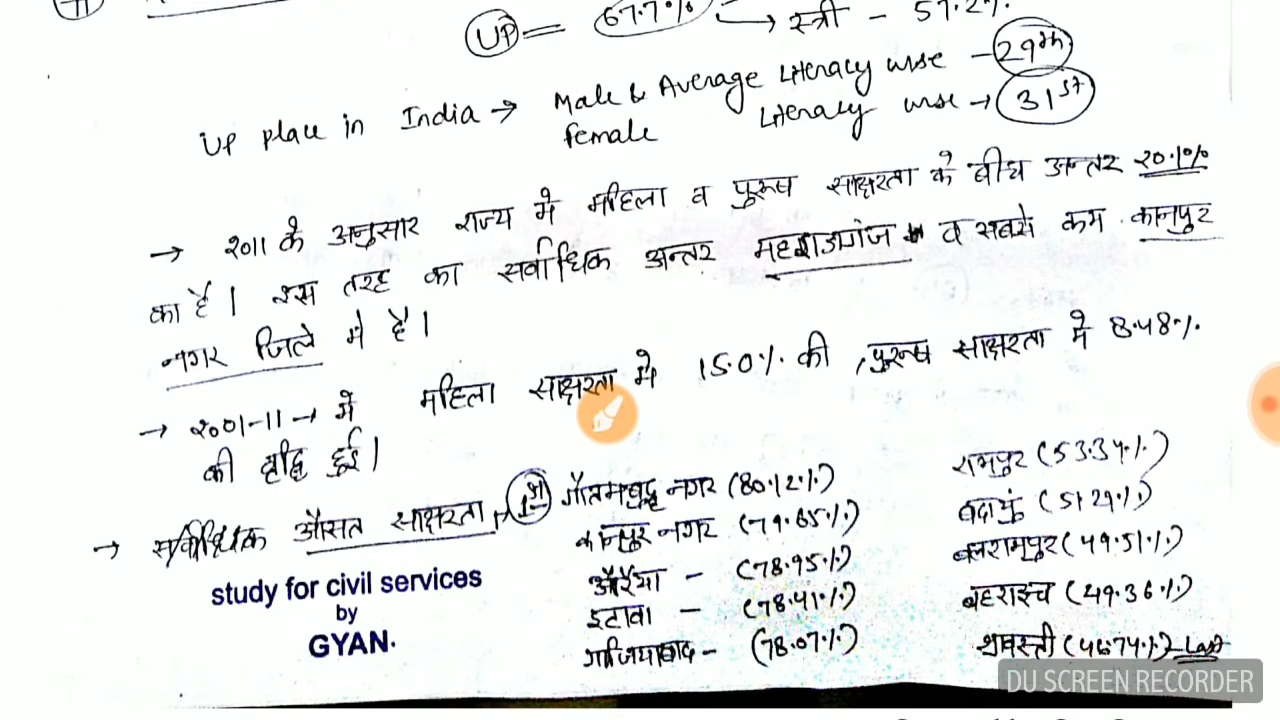 11
UP = 67.7% → स्त्री - 57.2%
UP place in India → Male & Average Literacy wise - 29th
female Literacy wise → 31st
→ २०11 के अनुसार राज्य में महिला व पुरुष साक्षरता के बीच अन्तर २०.1%
का है। इस तरह का सर्वाधिक अन्तर महराजगंज व सबसे कम कानपुर
नगर जिले में है।
→ २००1-11 → में महिला साक्षरता में 15.0% की, पुरुष साक्षरता में 8.48%
की वृद्धि हुई।
→ सर्वाधिक औसत साक्षरता → 1st गौतमबुद्ध नगर (80.12%)
कानपुर नगर (79.65%)
औरैया - (78.95%)
इटावा - (78.41%)
गाजियाबाद - (78.07%)
रामपुर (53.34%)
बदायुं (51.29%)
बलरामपुर (49.51%)
बहराइच (49.36%)
श्रावस्ती (46.74%) - Last
study for civil services
by
GYAN.
DU SCREEN RECORDER